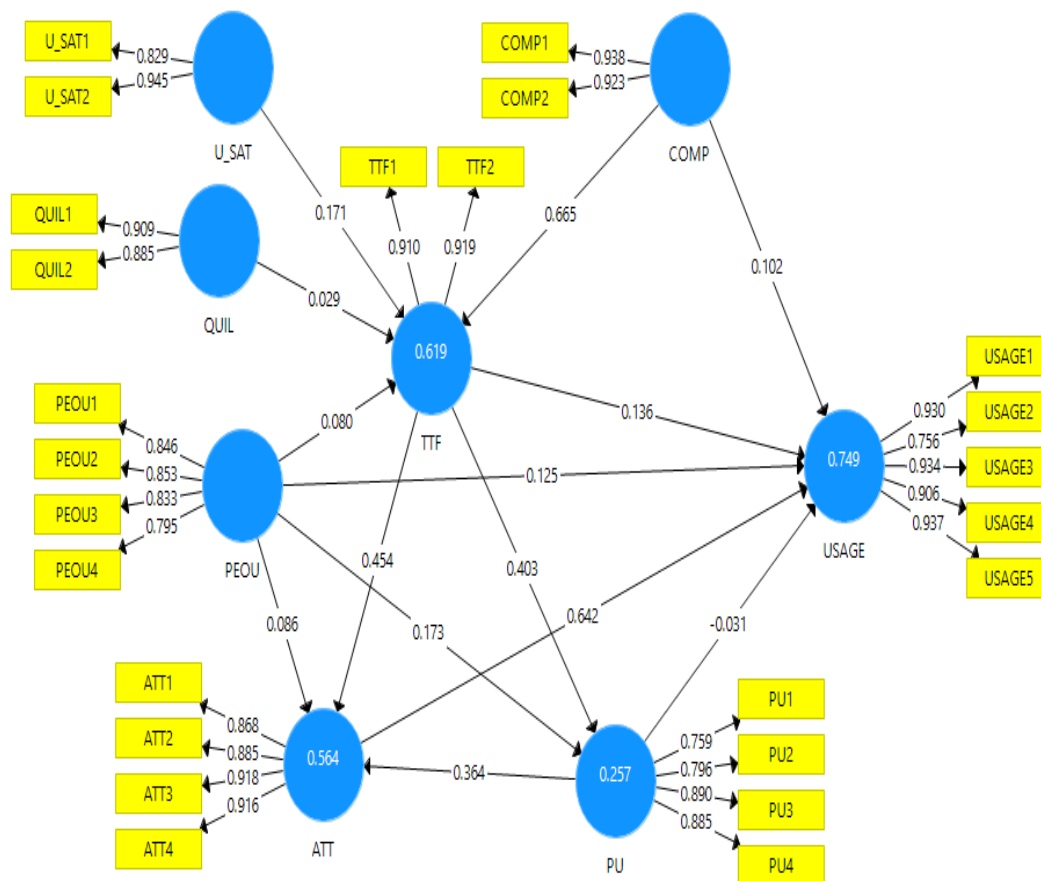 U_SAT1
0.829
U_SAT2
0.945
U_SAT
COMP1
0.938
COMP2
0.923
COMP
TTF1
TTF2
0.910
0.919
QUIL1
0.909
QUIL2
0.885
QUIL
0.171
0.665
0.102
0.029
0.619
TTF
PEOU1
0.846
PEOU2
0.853
PEOU3
0.833
PEOU4
0.795
PEOU
0.080
0.136
0.125
0.749
USAGE
USAGE1
0.930
USAGE2
0.756
USAGE3
0.934
USAGE4
0.906
USAGE5
0.937
0.454
0.403
0.086
0.173
0.642
-0.031
ATT1
0.868
ATT2
0.885
ATT3
0.918
ATT4
0.916
0.564
ATT
0.364
0.257
PU
PU1
0.759
PU2
0.796
PU3
0.890
PU4
0.885